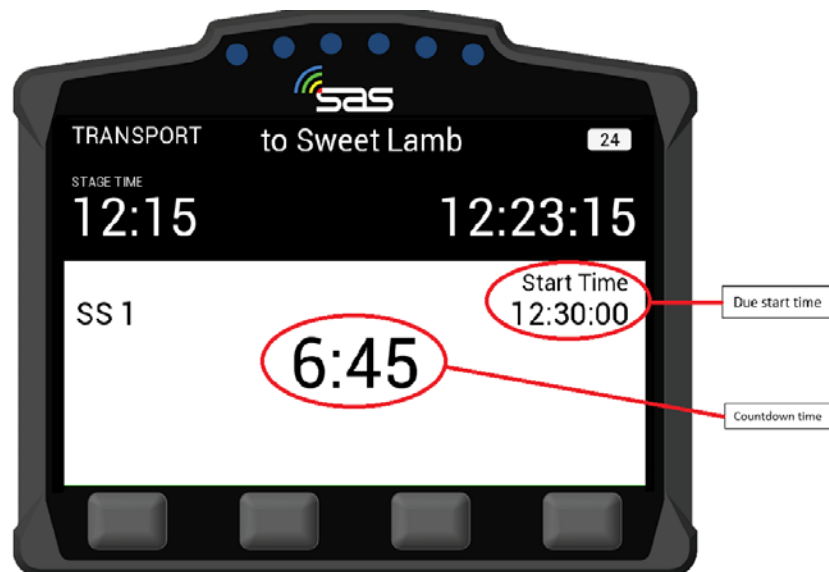 sas
TRANSPORT to Sweet Lamb 24
STAGE TIME
12:15 12:23:15
Start Time
12:30:00
SS 1
6:45
Due start time
Countdown time